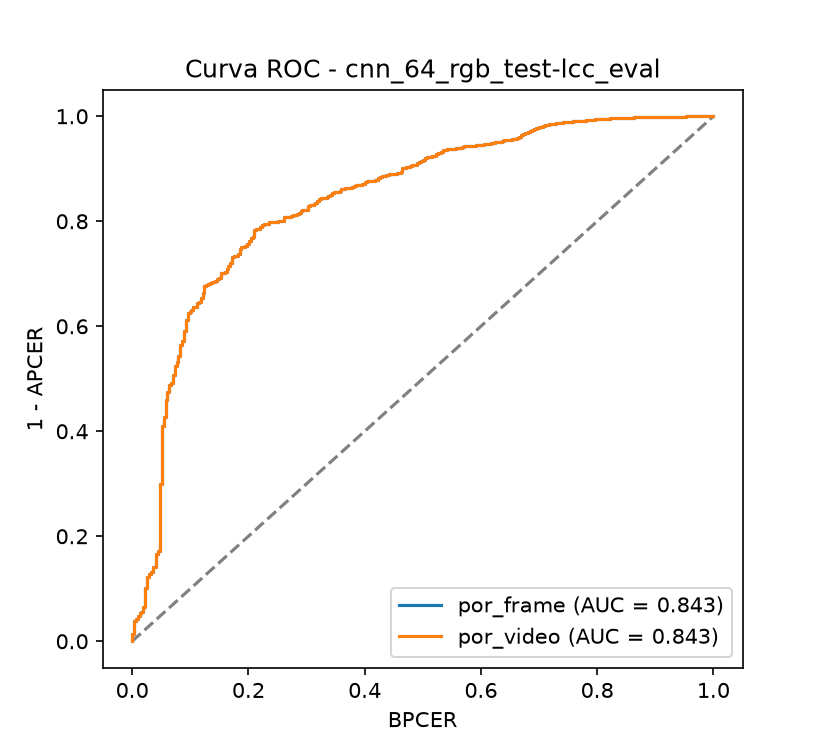 Curva ROC - cnn_64_rgb_test-lcc_eval
1.0
0.8
0.6
0.4
0.2
0.0
1 - APCER
por_frame (AUC = 0.843)
por_video (AUC = 0.843)
0.0 0.2 0.4 0.6 0.8 1.0
BPCER